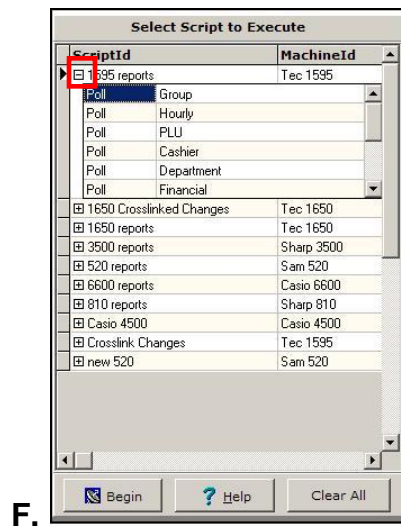 Select Script to Execute
ScriptId MachineId
1595 reports Tec 1595
Poll Group
Poll Hourly
Poll PLU
Poll Cashier
Poll Department
Poll Financial
1650 Crosslinked Changes Tec 1650
1650 reports Tec 1650
3500 reports Sharp 3500
520 reports Sam 520
6600 reports Casio 6600
810 reports Sharp 810
Casio 4500 Casio 4500
Crosslink Changes Tec 1595
new 520 Sam 520
Begin ? Help Clear All
F.